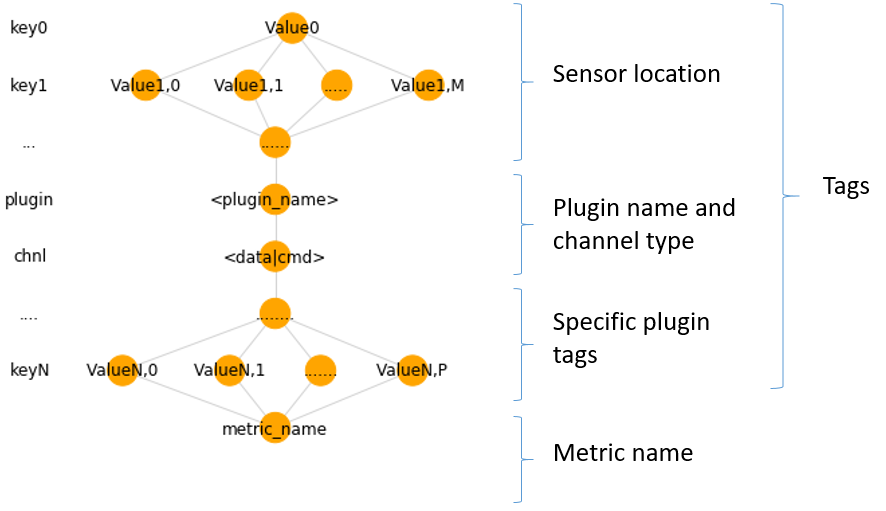 key0 Value0
key1 Value1,0 Value1,1 ..... Value1,M
Sensor location
... ......
plugin <plugin_name>
Plugin name and
channel type
Tags
chnl <data|cmd>
.... ........
Specific plugin
tags
keyN ValueN,0 ValueN,1 ....... ValueN,P
metric_name
Metric name